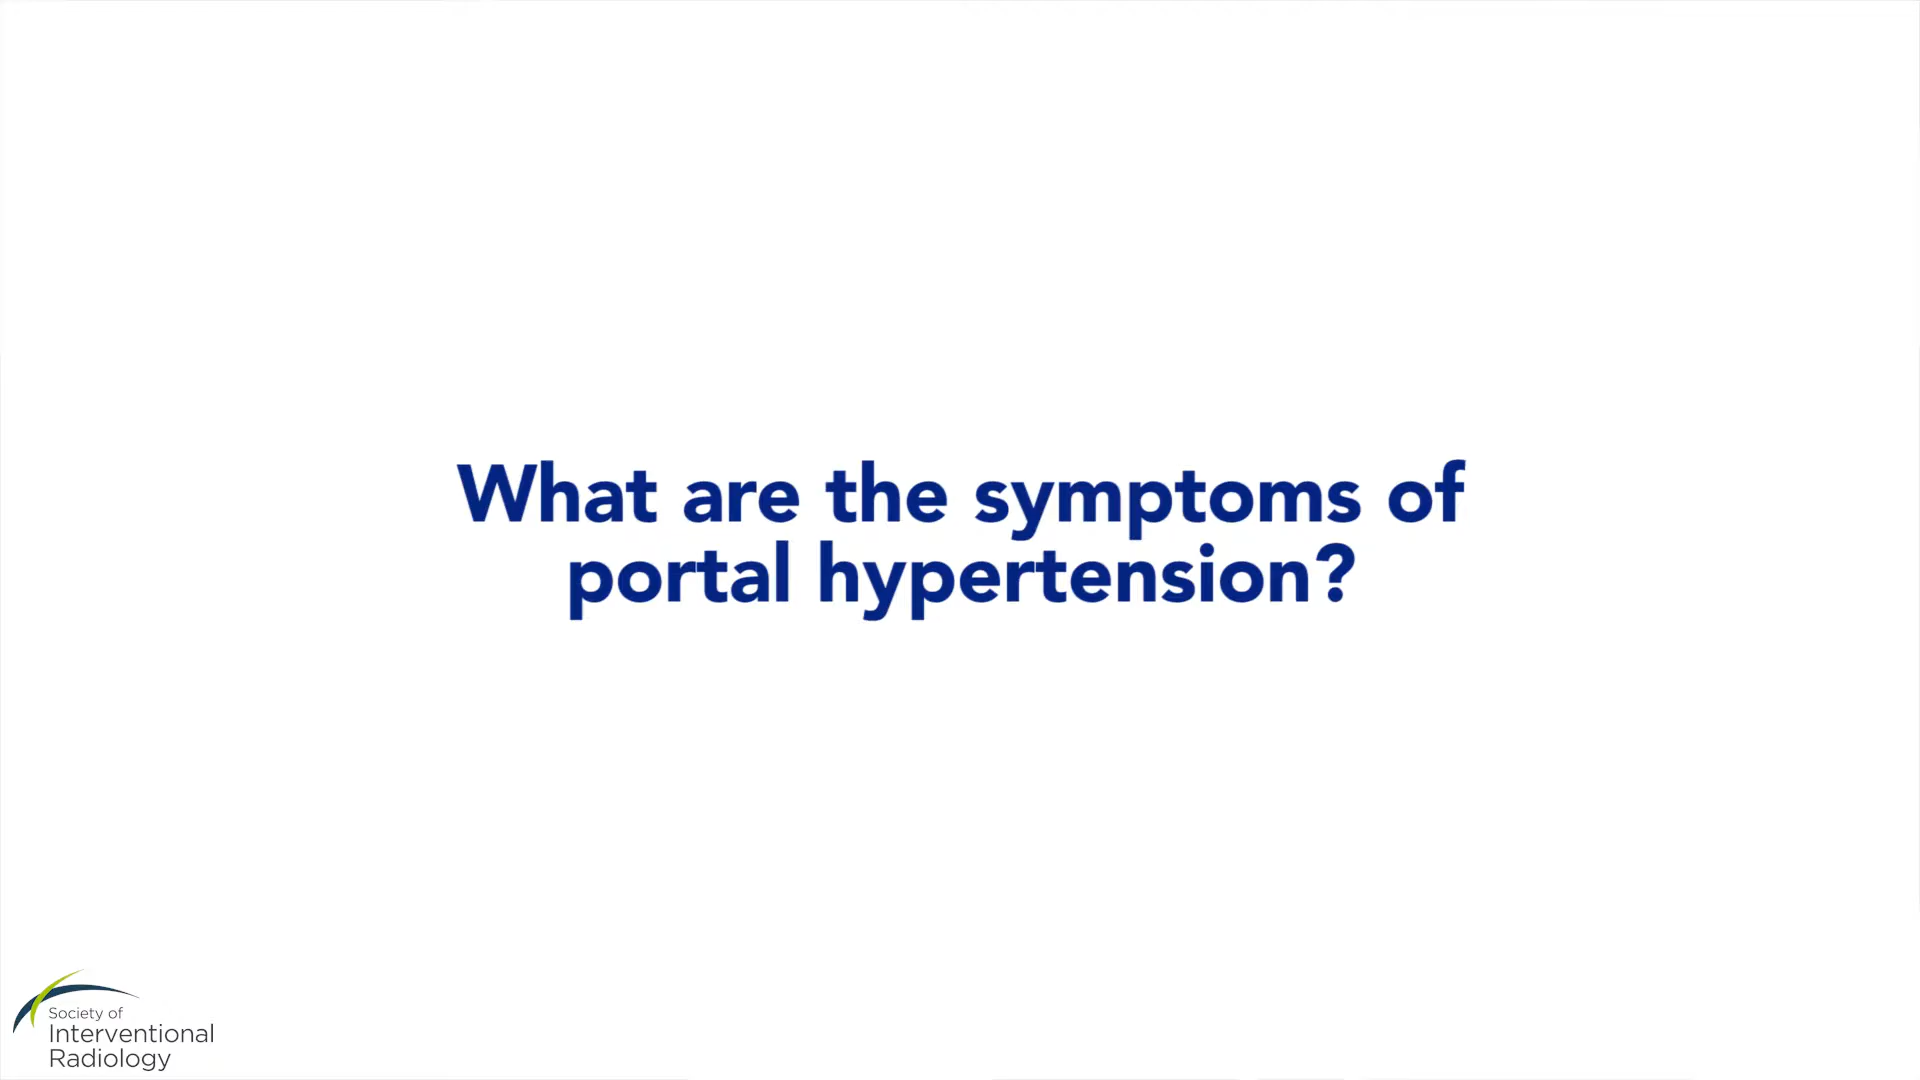 What are the symptoms of
portal hypertension?
Society of
Interventional
Radiology